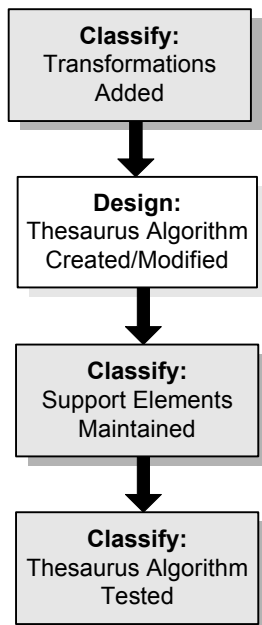 Classify:
Transformations
Added
Design:
Thesaurus Algorithm
Created/Modified
Classify:
Support Elements
Maintained
Classify:
Thesaurus Algorithm
Tested